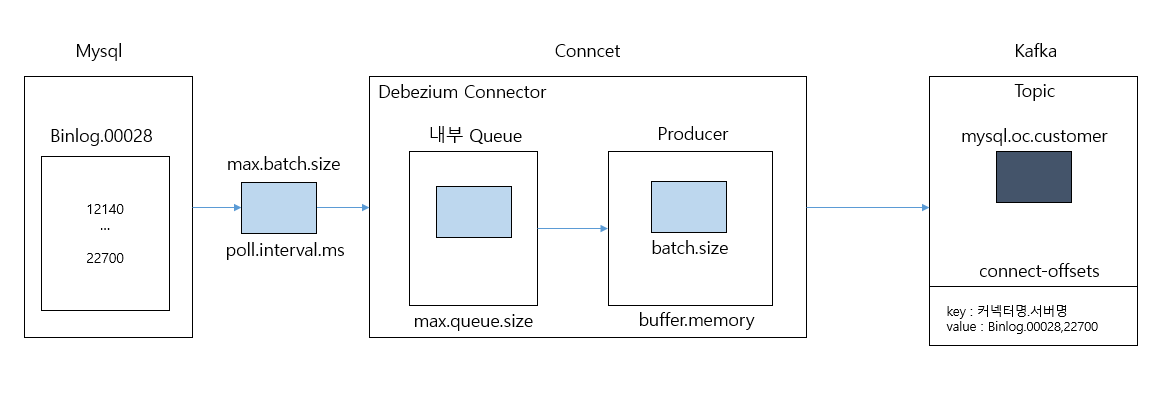 Mysql
Binlog.00028
12140
...
22700
max.batch.size
poll.interval.ms
Conncet
Debezium Connector
내부 Queue
max.queue.size
Producer
batch.size
buffer.memory
Kafka
Topic
mysql.oc.customer
connect-offsets
key : 커넥터명.서버명
value : Binlog.00028,22700